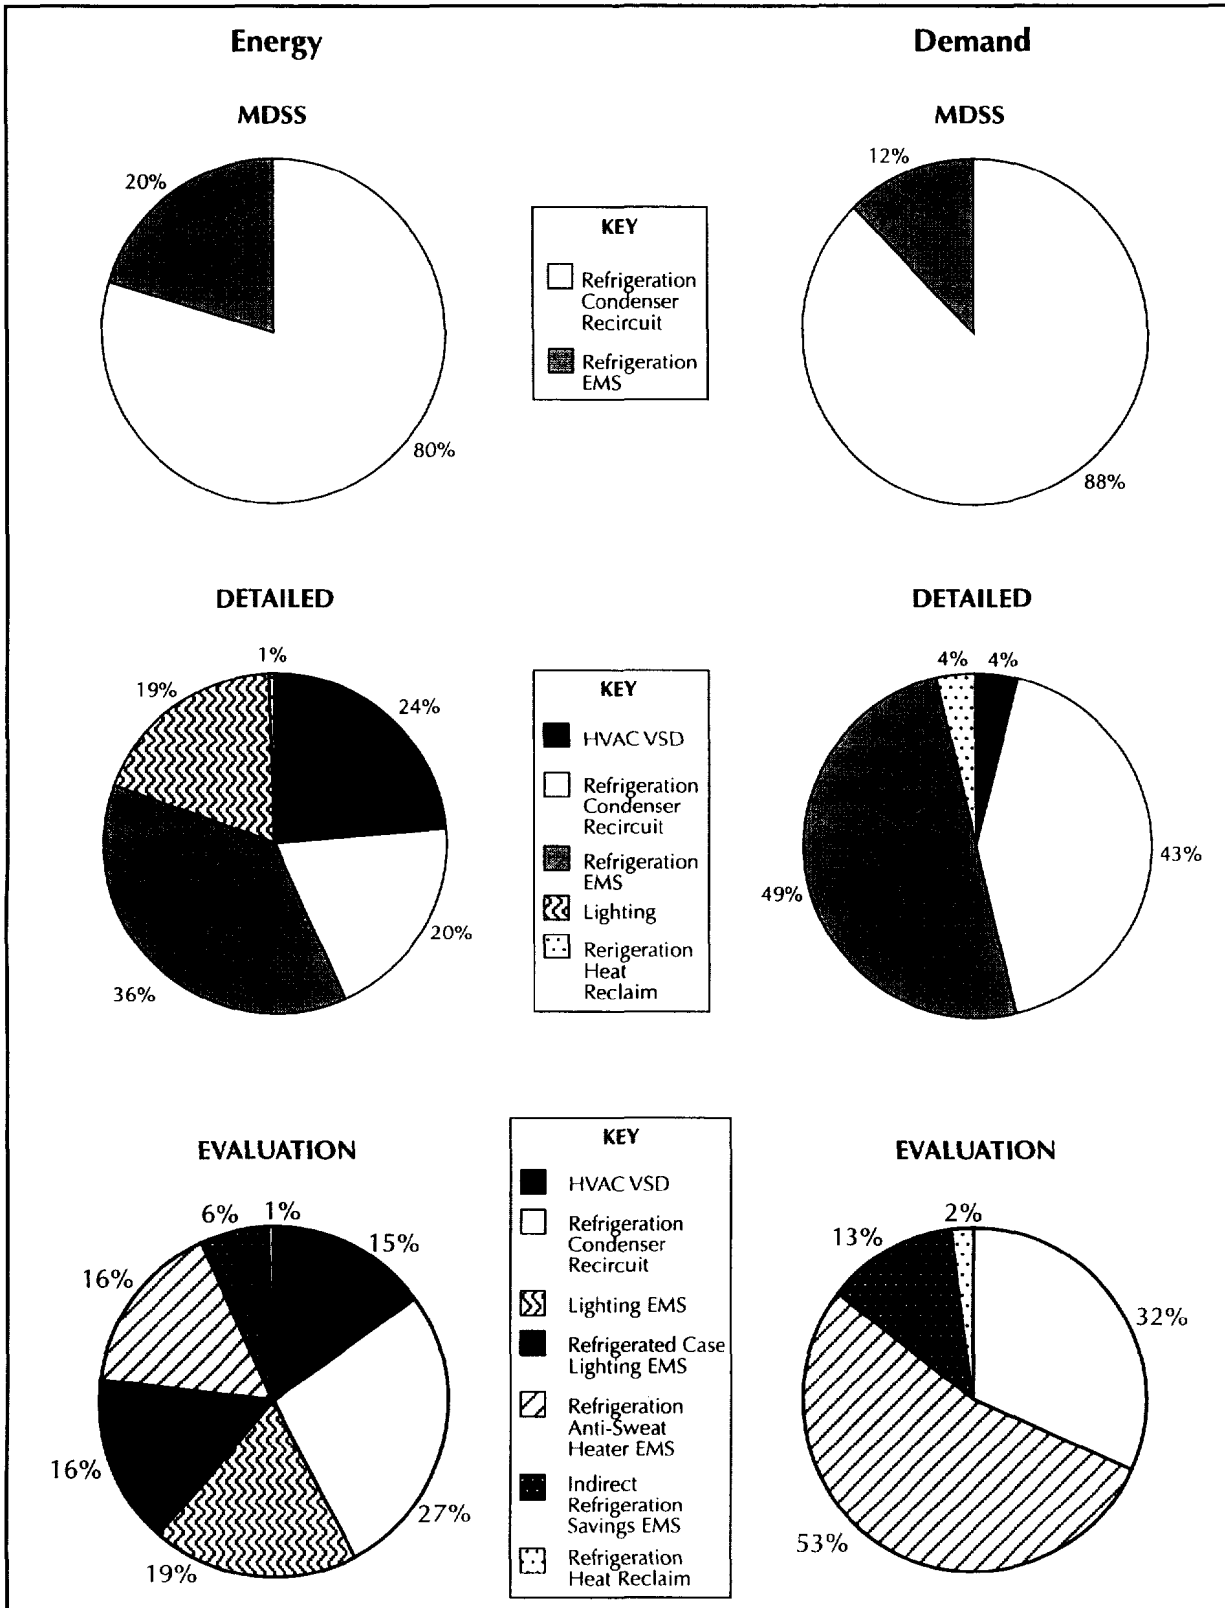 Energy
Demand
MDSS
MDSS
20%
80%
KEY
Refrigeration
Condenser
Recircuit
Refrigeration
EMS
12%
88%
DETAILED
DETAILED
1%
19%
24%
36%
20%
KEY
HVAC VSD
Refrigeration
Condenser
Recircuit
Refrigeration
EMS
Lighting
Rerigeration
Heat
Reclaim
4%
4%
49%
43%
EVALUATION
EVALUATION
6%
1%
15%
16%
16%
27%
19%
KEY
HVAC VSD
Refrigeration
Condenser
Recircuit
Lighting EMS
Refrigerated Case
Lighting EMS
Refrigeration
Anti-Sweat
Heater EMS
Indirect
Refrigeration
Savings EMS
Refrigeration
Heat Reclaim
2%
13%
32%
53%